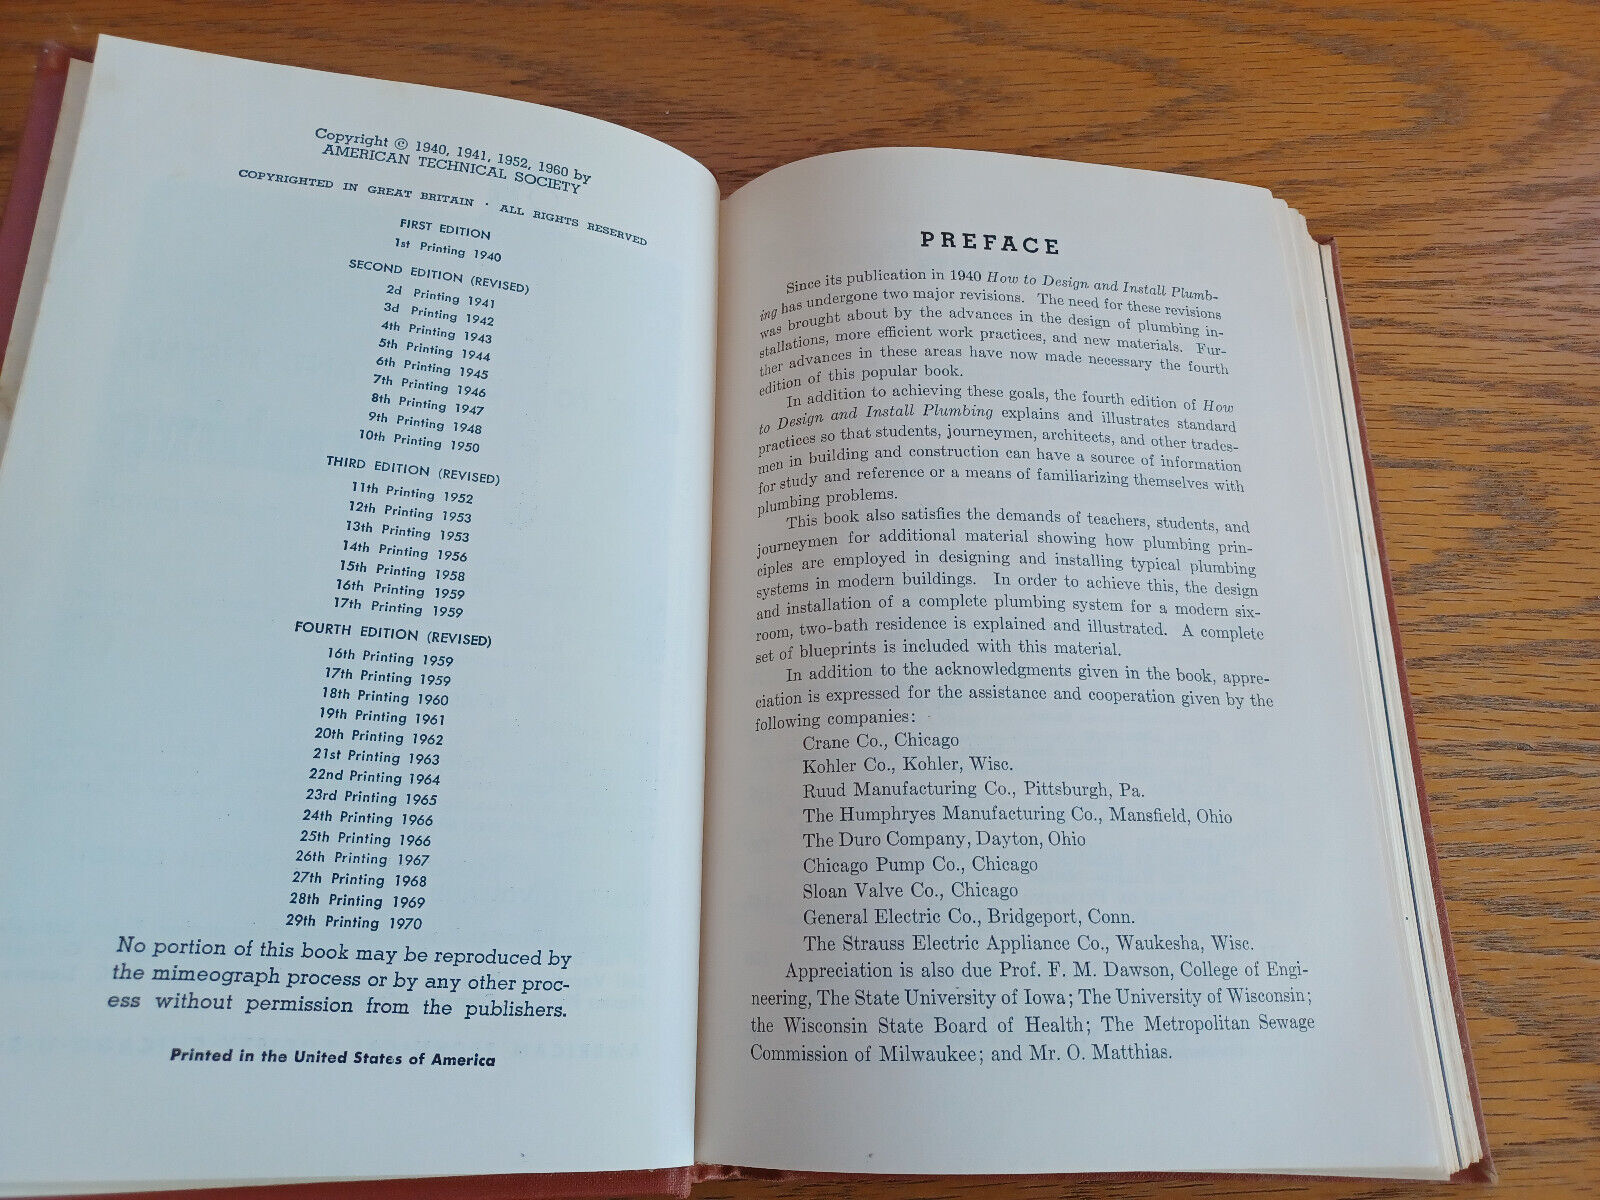 Copyright © 1940, 1941, 1952, 1960 by
AMERICAN TECHNICAL SOCIETY
COPYRIGHTED IN GREAT BRITAIN · ALL RIGHTS RESERVED
FIRST EDITION
1st Printing 1940
SECOND EDITION (REVISED)
2d Printing 1941
3d Printing 1942
4th Printing 1943
5th Printing 1944
6th Printing 1945
7th Printing 1946
8th Printing 1947
9th Printing 1948
10th Printing 1950
THIRD EDITION (REVISED)
11th Printing 1952
12th Printing 1953
13th Printing 1953
14th Printing 1956
15th Printing 1958
16th Printing 1959
17th Printing 1959
FOURTH EDITION (REVISED)
16th Printing 1959
17th Printing 1959
18th Printing 1960
19th Printing 1961
20th Printing 1962
21st Printing 1963
22nd Printing 1964
23rd Printing 1965
24th Printing 1966
25th Printing 1966
26th Printing 1967
27th Printing 1968
28th Printing 1969
29th Printing 1970
No portion of this book may be reproduced by
the mimeograph process or by any other proc-
ess without permission from the publishers.
Printed in the United States of America
PREFACE
Since its publication in 1940 How to Design and Install Plumb-
ing has undergone two major revisions. The need for these revisions
was brought about by the advances in the design of plumbing in-
stallations, more efficient work practices, and new materials. Fur-
ther advances in these areas have now made necessary the fourth
edition of this popular book.
In addition to achieving these goals, the fourth edition of How
to Design and Install Plumbing explains and illustrates standard
practices so that students, journeymen, architects, and other trades-
men in building and construction can have a source of information
for study and reference or a means of familiarizing themselves with
plumbing problems.
This book also satisfies the demands of teachers, students, and
journeymen for additional material showing how plumbing prin-
ciples are employed in designing and installing typical plumbing
systems in modern buildings. In order to achieve this, the design
and installation of a complete plumbing system for a modern six-
room, two-bath residence is explained and illustrated. A complete
set of blueprints is included with this material.
In addition to the acknowledgments given in the book, appre-
ciation is expressed for the assistance and cooperation given by the
following companies:
Crane Co., Chicago
Kohler Co., Kohler, Wisc.
Ruud Manufacturing Co., Pittsburgh, Pa.
The Humphryes Manufacturing Co., Mansfield, Ohio
The Duro Company, Dayton, Ohio
Chicago Pump Co., Chicago
Sloan Valve Co., Chicago
General Electric Co., Bridgeport, Conn.
The Strauss Electric Appliance Co., Waukesha, Wisc.
Appreciation is also due Prof. F. M. Dawson, College of Engi-
neering, The State University of Iowa; The University of Wisconsin;
the Wisconsin State Board of Health; The Metropolitan Sewage
Commission of Milwaukee; and Mr. O. Matthias.